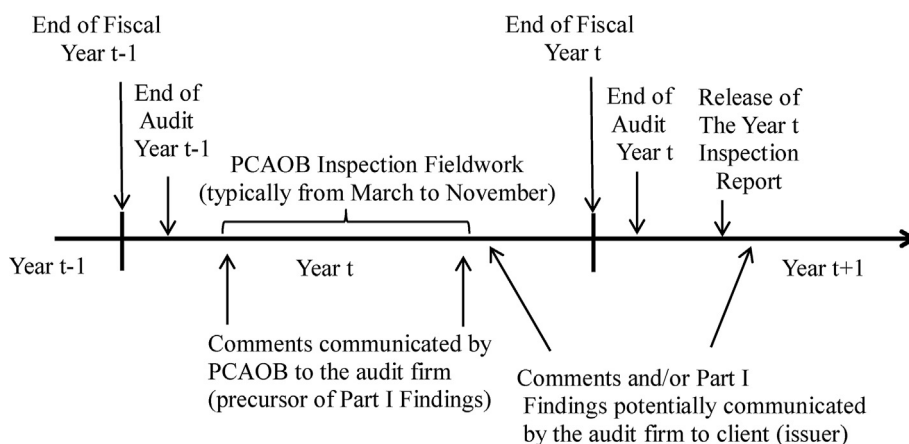 End of Fiscal
Year t-1
End of
Audit
Year t-1
PCAOB Inspection Fieldwork
(typically from March to November)
End of Fiscal
Year t
End of
Audit
Year t
Release of
The Year t
Inspection
Report
Year t-1
Year t
Year t+1
Comments communicated by
PCAOB to the audit firm
(precursor of Part I Findings)
Comments and/or Part I
Findings potentially communicated
by the audit firm to client (issuer)